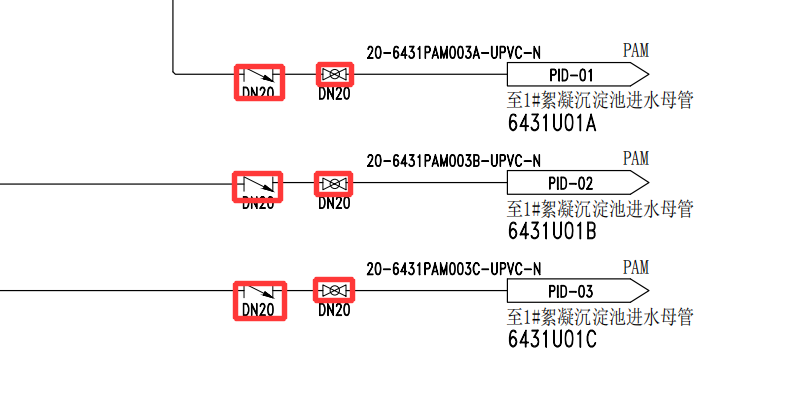 20-6431PAM003A-UPVC-N
PAM
PID-01
DN20
DN20
至1#絮凝沉淀池进水母管
6431U01A
20-6431PAM003B-UPVC-N
PAM
PID-02
DN20
DN20
至1#絮凝沉淀池进水母管
6431U01B
20-6431PAM003C-UPVC-N
PAM
PID-03
DN20
DN20
至1#絮凝沉淀池进水母管
6431U01C